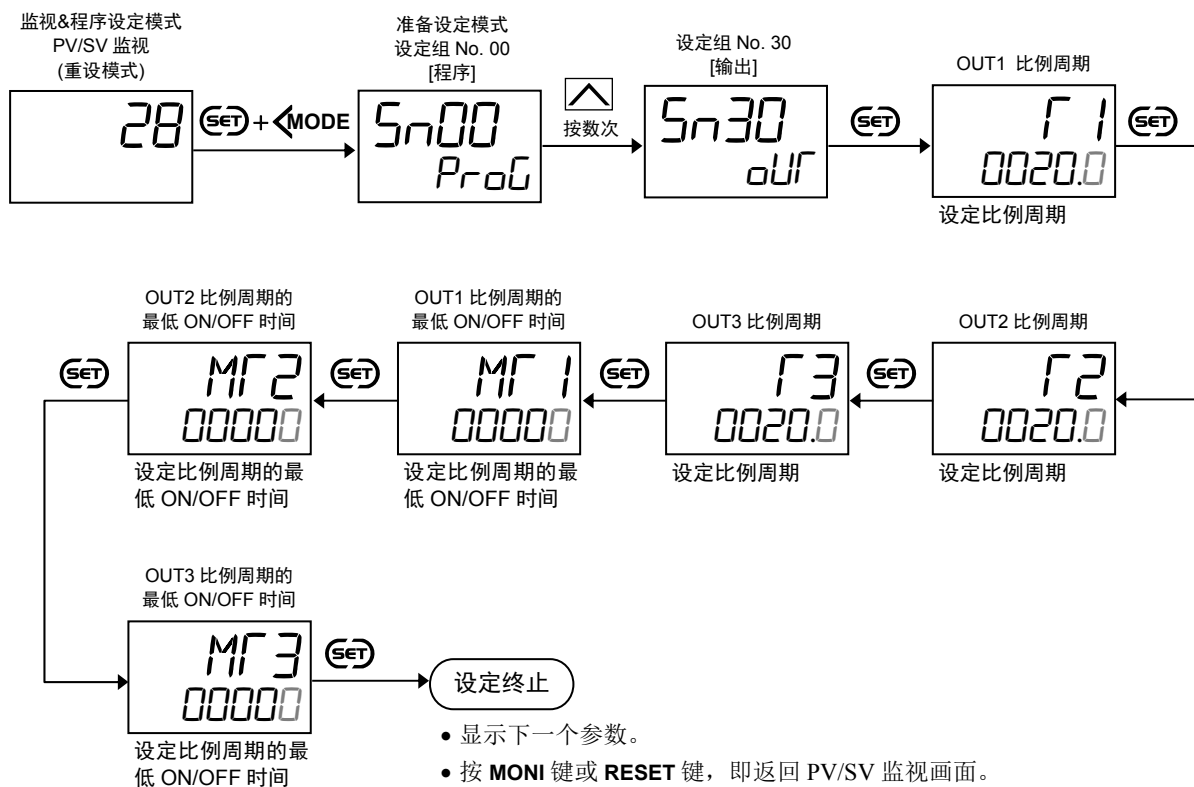 监视&程序设定模式
PV/SV 监视
(重设模式)
28
SET + <MODE
准备设定模式
设定组 No. 00
[程序]
Sn00
ProG
按数次
设定组 No. 30
[输出]
Sn30
oUT
SET
OUT1 比例周期
T 1
0020.0
设定比例周期
SET
OUT2 比例周期
T2
0020.0
设定比例周期
SET
OUT3 比例周期
T3
0020.0
设定比例周期
SET
OUT1 比例周期的
最低 ON/OFF 时间
MT 1
00000
设定比例周期的最
低 ON/OFF 时间
SET
OUT2 比例周期的
最低 ON/OFF 时间
MT2
00000
设定比例周期的最
低 ON/OFF 时间
SET
OUT3 比例周期的
最低 ON/OFF 时间
MT3
00000
设定比例周期的最
低 ON/OFF 时间
SET
设定终止
• 显示下一个参数。
• 按 MONI 键或 RESET 键，即返回 PV/SV 监视画面。